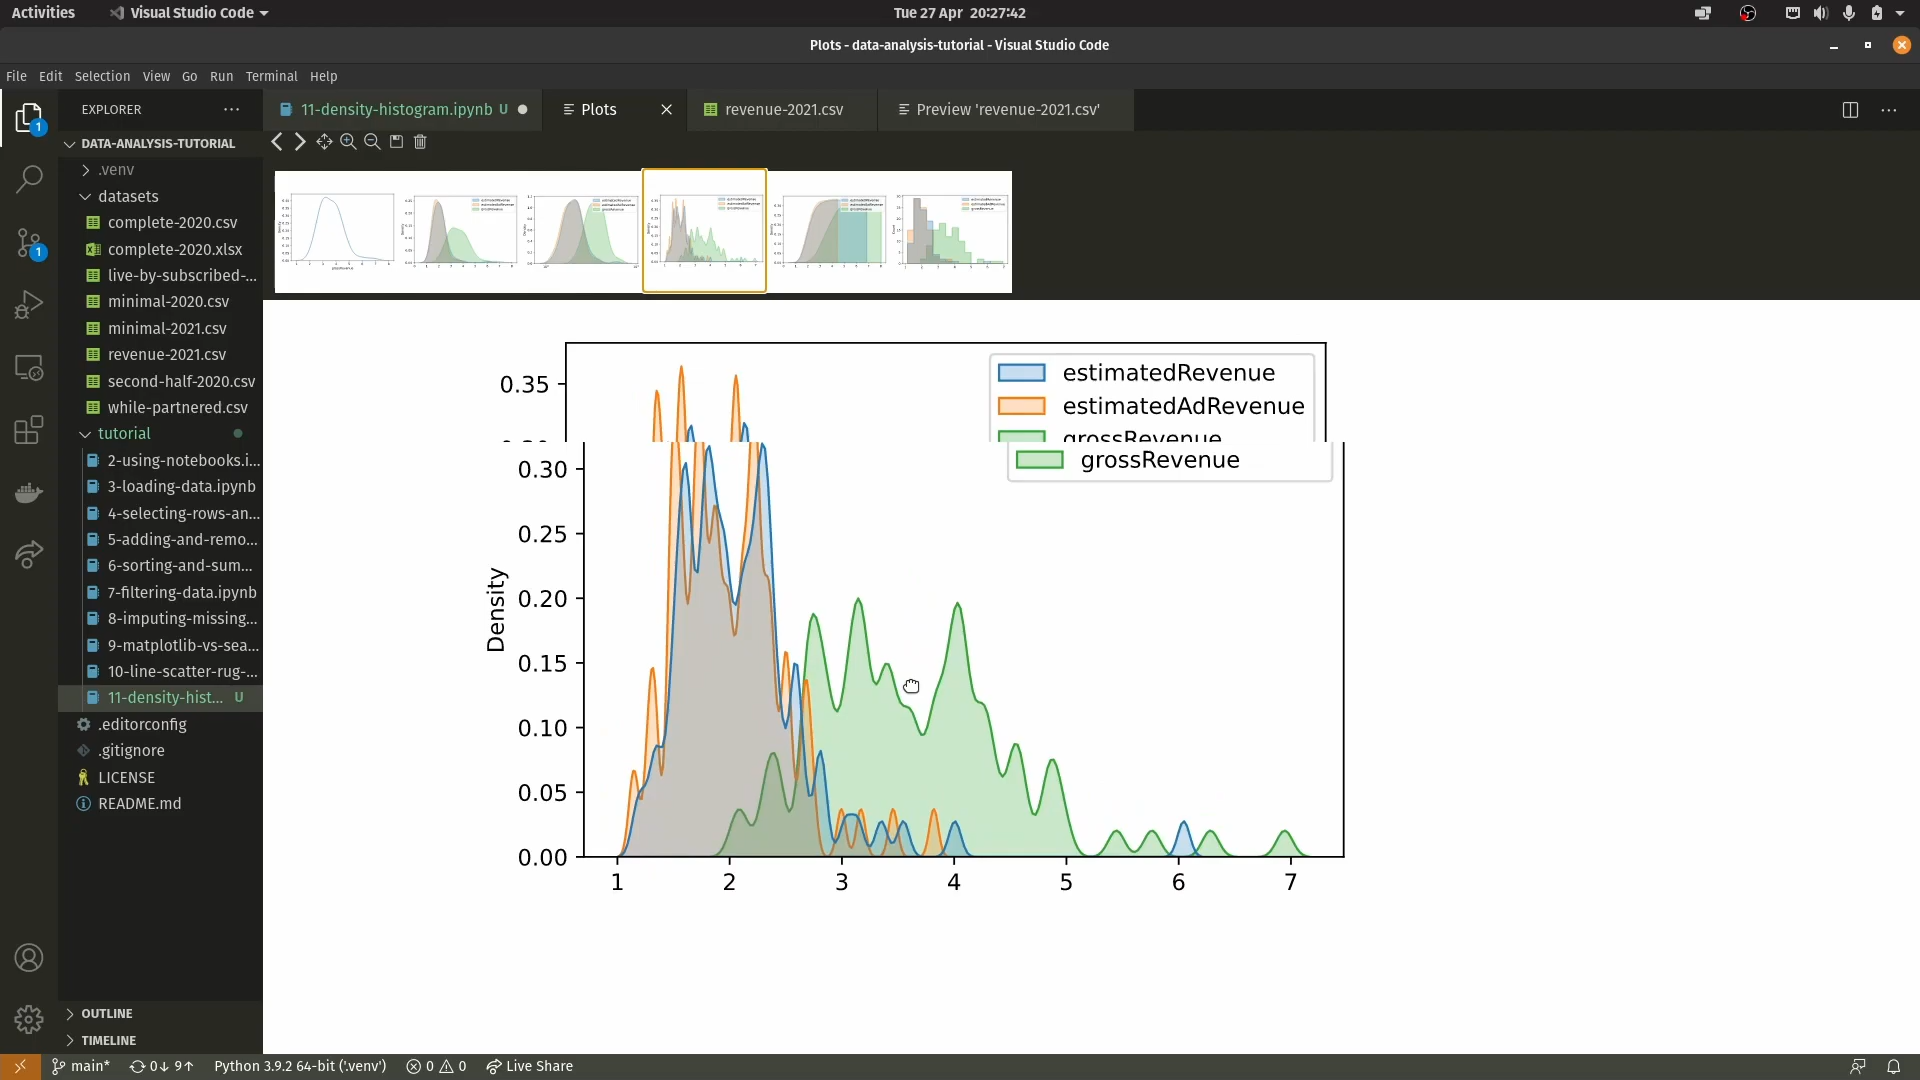 Activities
Visual Studio Code
Tue 27 Apr 20:27:42
Plots - data-analysis-tutorial - Visual Studio Code
File Edit Selection View Go Run Terminal Help
EXPLORER
11-density-histogram.ipynb U
Plots
revenue-2021.csv
Preview 'revenue-2021.csv'
1
DATA-ANALYSIS-TUTORIAL
.venv
datasets
complete-2020.csv
complete-2020.xlsx
live-by-subscribed-...
minimal-2020.csv
minimal-2021.csv
revenue-2021.csv
second-half-2020.csv
while-partnered.csv
tutorial
2-using-notebooks.i...
3-loading-data.ipynb
4-selecting-rows-an...
5-adding-and-remo...
6-sorting-and-sum...
7-filtering-data.ipynb
8-imputing-missing...
9-matplotlib-vs-sea...
10-line-scatter-rug-...
11-density-hist... U
.editorconfig
.gitignore
LICENSE
README.md
1
OUTLINE
TIMELINE
estimatedRevenue
estimatedAdRevenue
grossRevenue
grossRevenue
Density
0.35
0.30
0.25
0.20
0.15
0.10
0.05
0.00
1 2 3 4 5 6 7
main* 0↓ 9↑ Python 3.9.2 64-bit ('.venv') 0 0 Live Share